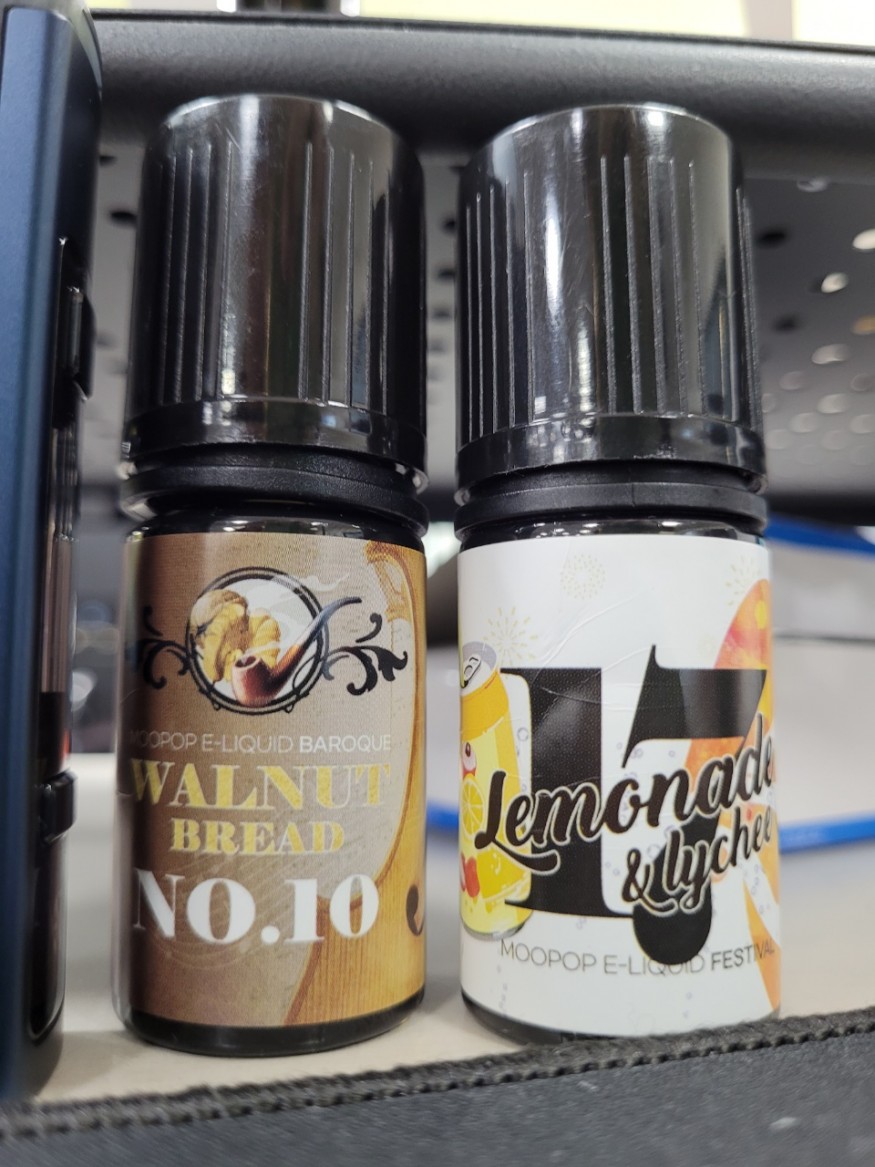 MOOPOP E-LIQUID BAROQUE
WALNUT
BREAD
NO.10
17
Lemonade
& lychee
MOOPOP E-LIQUID FESTIVAL